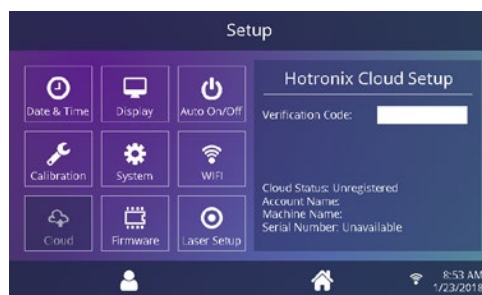 Setup
Date & Time
Display
Auto On/Off
Calibration
System
WIFI
Cloud
Firmware
Laser Setup
Hotronix Cloud Setup
Verification Code:
Cloud Status: Unregistered
Account Name:
Machine Name:
Serial Number: Unavailable
8:53 AM
1/23/2018